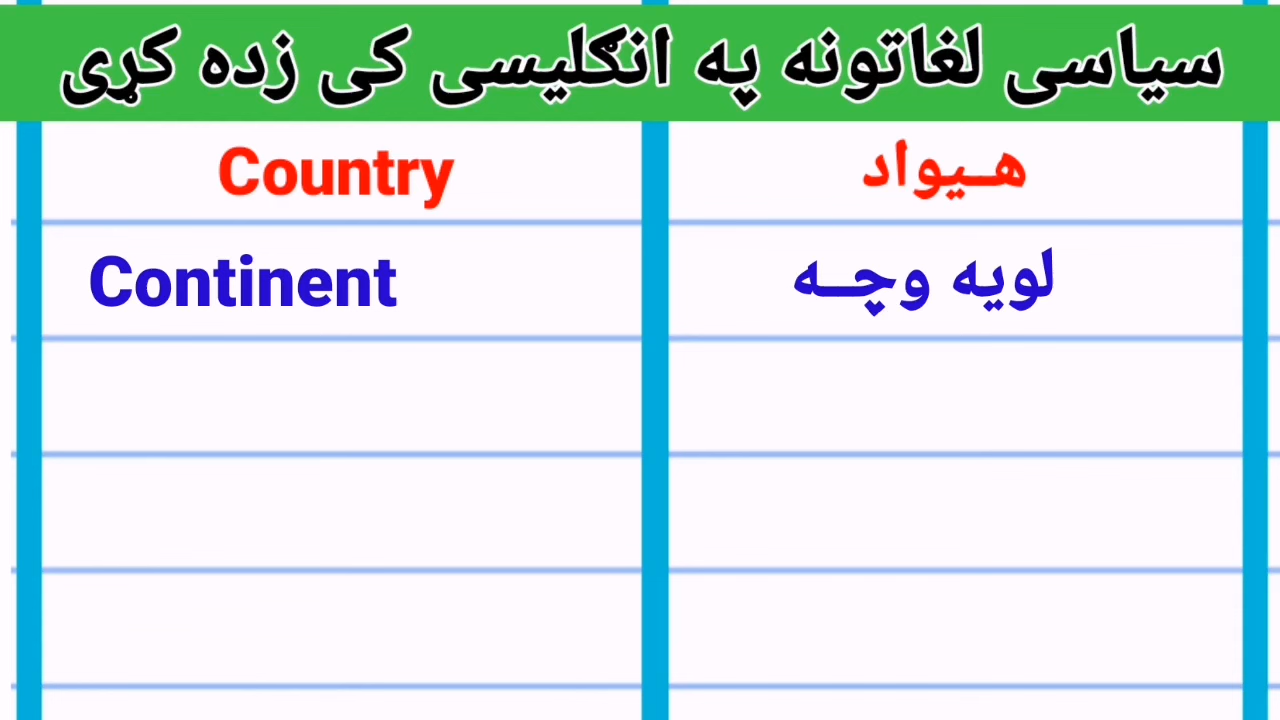 سیاسی لغاتونه په انګلیسی کی زده کړی
Country هـیواد
Continent لویه وچـه